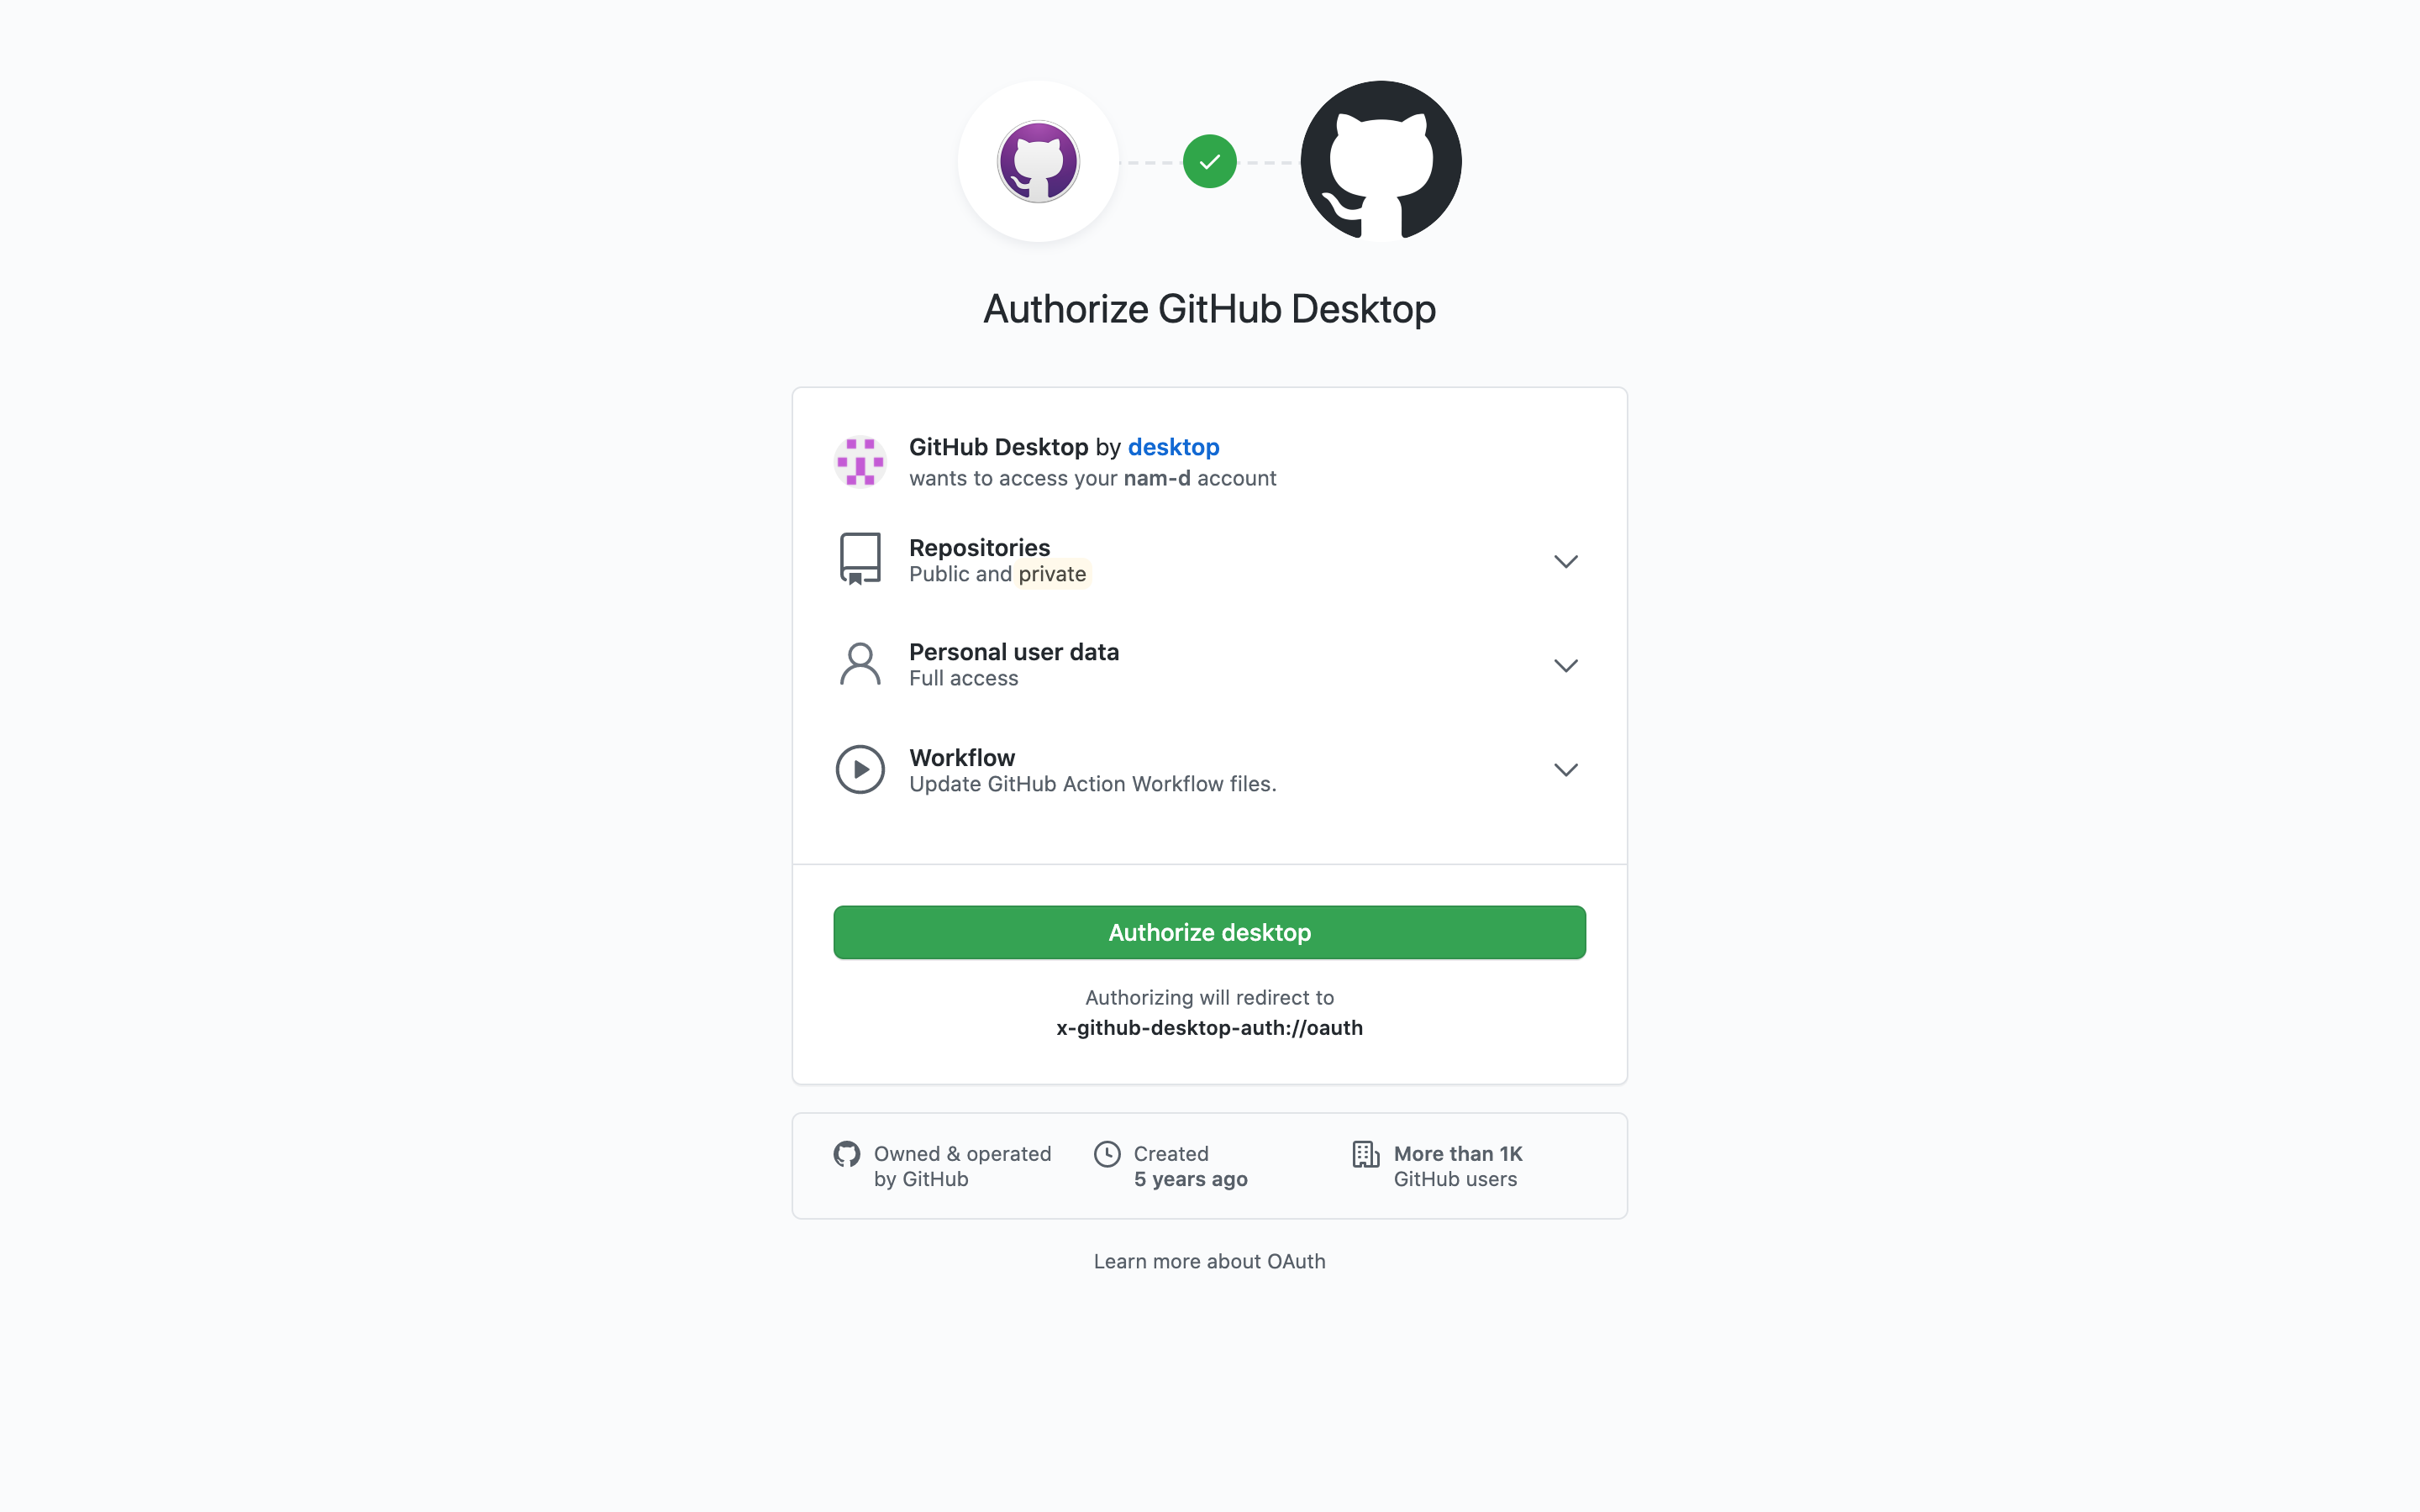 Authorize GitHub Desktop
GitHub Desktop by desktop
wants to access your nam-d account
Repositories
Public and private
Personal user data
Full access
Workflow
Update GitHub Action Workflow files.
Authorize desktop
Authorizing will redirect to
x-github-desktop-auth://oauth
Owned & operated
by GitHub
Created
5 years ago
More than 1K
GitHub users
Learn more about OAuth